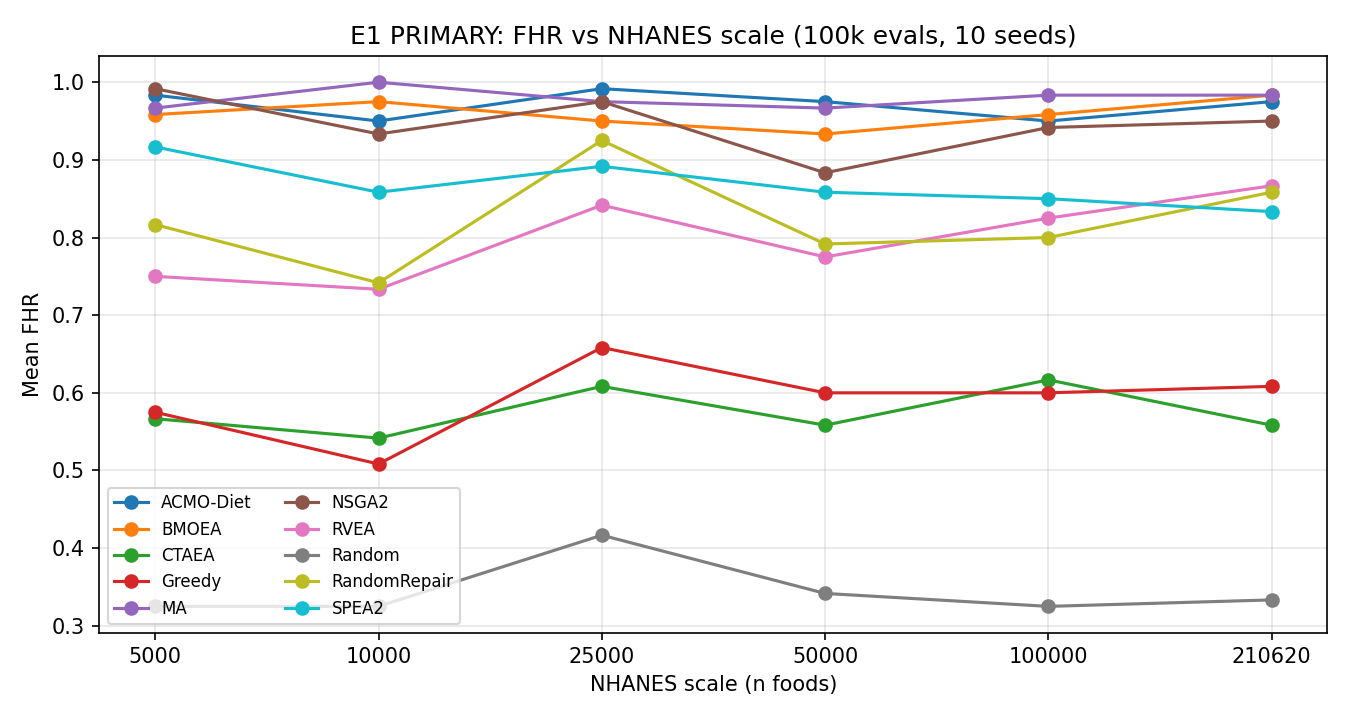 E1 PRIMARY: FHR vs NHANES scale (100k evals, 10 seeds)
Mean FHR
1.0
0.9
0.8
0.7
0.6
0.5
0.4
0.3
ACMO-Diet
BMOEA
CTAEA
Greedy
MA
NSGA2
RVEA
Random
RandomRepair
SPEA2
5000 10000 25000 50000 100000 210620
NHANES scale (n foods)